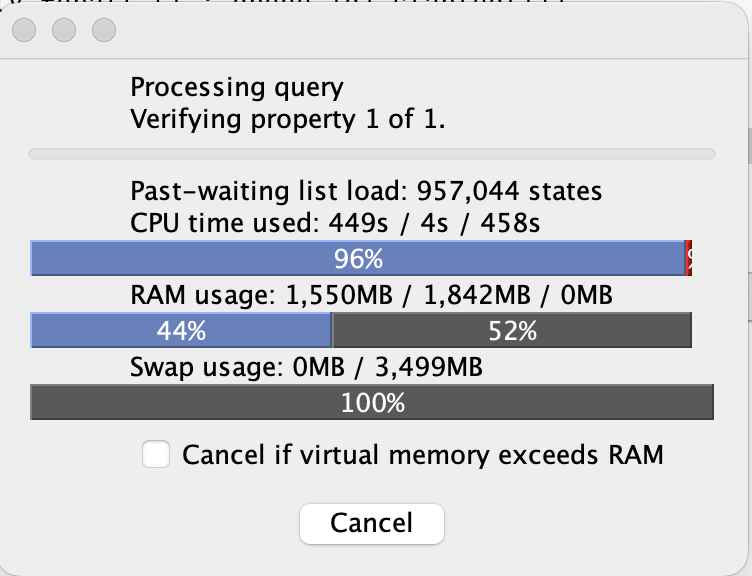 Processing query
Verifying property 1 of 1.
Past-waiting list load: 957,044 states
CPU time used: 449s / 4s / 458s
96%
RAM usage: 1,550MB / 1,842MB / 0MB
44% 52%
Swap usage: 0MB / 3,499MB
100%
Cancel if virtual memory exceeds RAM
Cancel